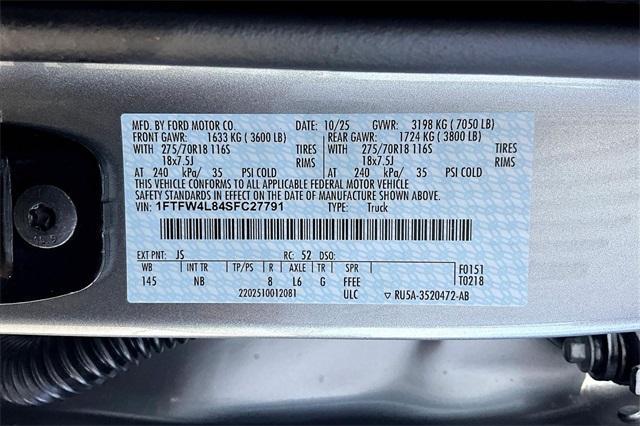 MFD. BY FORD MOTOR CO. DATE: 10/25 GVWR: 3198 KG ( 7050 LB)
FRONT GAWR: 1633 KG ( 3600 LB) REAR GAWR: 1724 KG ( 3800 LB)
WITH 275/70R18 116S TIRES WITH 275/70R18 116S TIRES
18x7.5J RIMS 18x7.5J RIMS
AT 240 kPa/ 35 PSI COLD AT 240 kPa/ 35 PSI COLD
THIS VEHICLE CONFORMS TO ALL APPLICABLE FEDERAL MOTOR VEHICLE
SAFETY STANDARDS IN EFFECT ON THE DATE OF MANUFACTURE SHOWN ABOVE.
VIN: 1FTFW4L84SFC27791 TYPE: Truck
EXT PNT: JS RC: 52 DSO:
WB INT TR TP/PS R AXLE TR SPR F0151
145 NB 8 L6 G FFEE T0218
2202510012081 ULC ▽ RU5A-3520472-AB